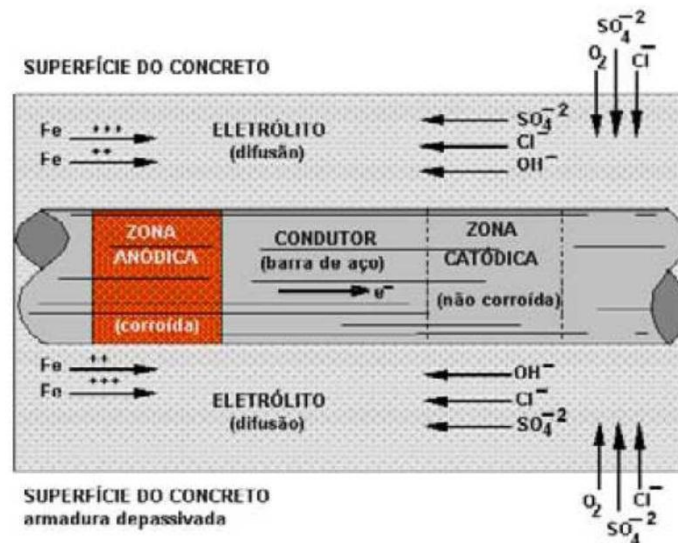 SO₄⁻²
O₂ Cl⁻
SUPERFÍCIE DO CONCRETO
Fe +++ ELETRÓLITO SO₄⁻²
Fe ++ (difusão) Cl⁻
OH⁻
ZONA ANÓDICA
CONDUTOR
(barra de aço)
e⁻
(corroída)
ZONA CATÓDICA
(não corroída)
Fe ++ OH⁻
Fe +++ ELETRÓLITO Cl⁻
(difusão) SO₄⁻²
SUPERFÍCIE DO CONCRETO
armadura depassivada
O₂ Cl⁻
SO₄⁻²